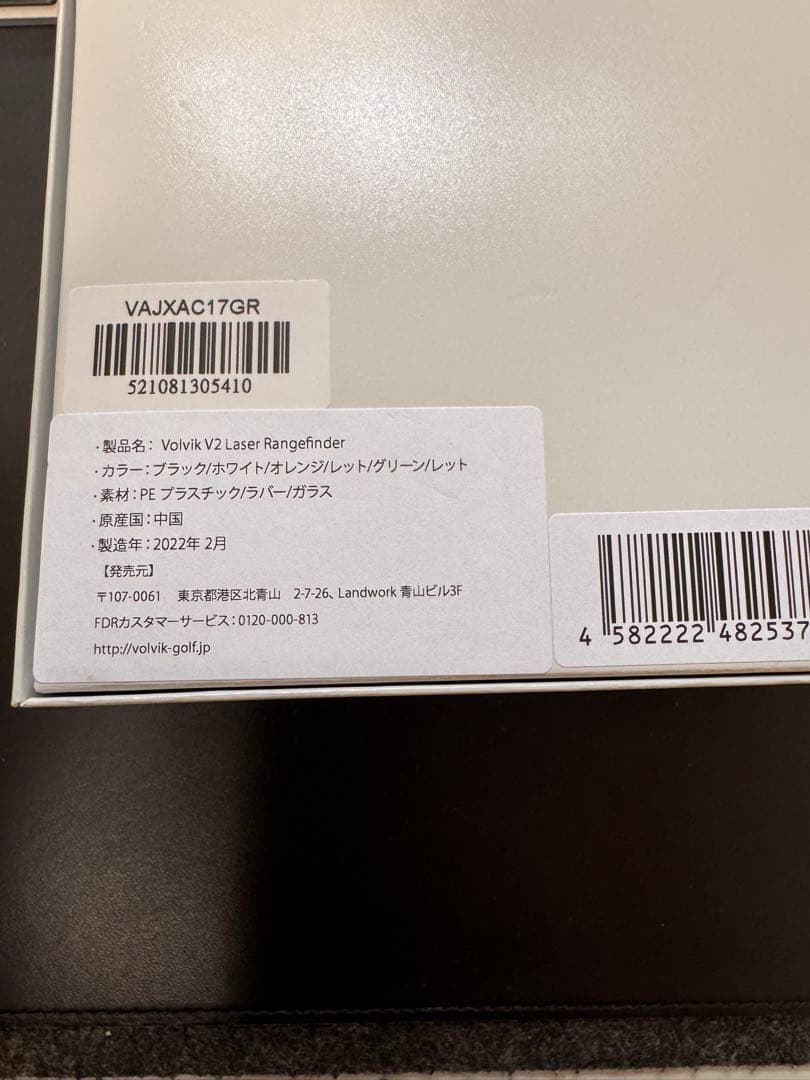 VAJXAC17GR
521081305410
・製品名： Volvik V2 Laser Rangefinder
・カラー：ブラック/ホワイト/オレンジ/レット/グリーン/レット
・素材：PE プラスチック/ラバー/ガラス
・原産国：中国
・製造年：2022年 2月
【発売元】
〒107-0061 東京都港区北青山 2-7-26、Landwork 青山ビル3F
FDRカスタマーサービス：0120-000-813
http://volvik-golf.jp
4 582222 482537